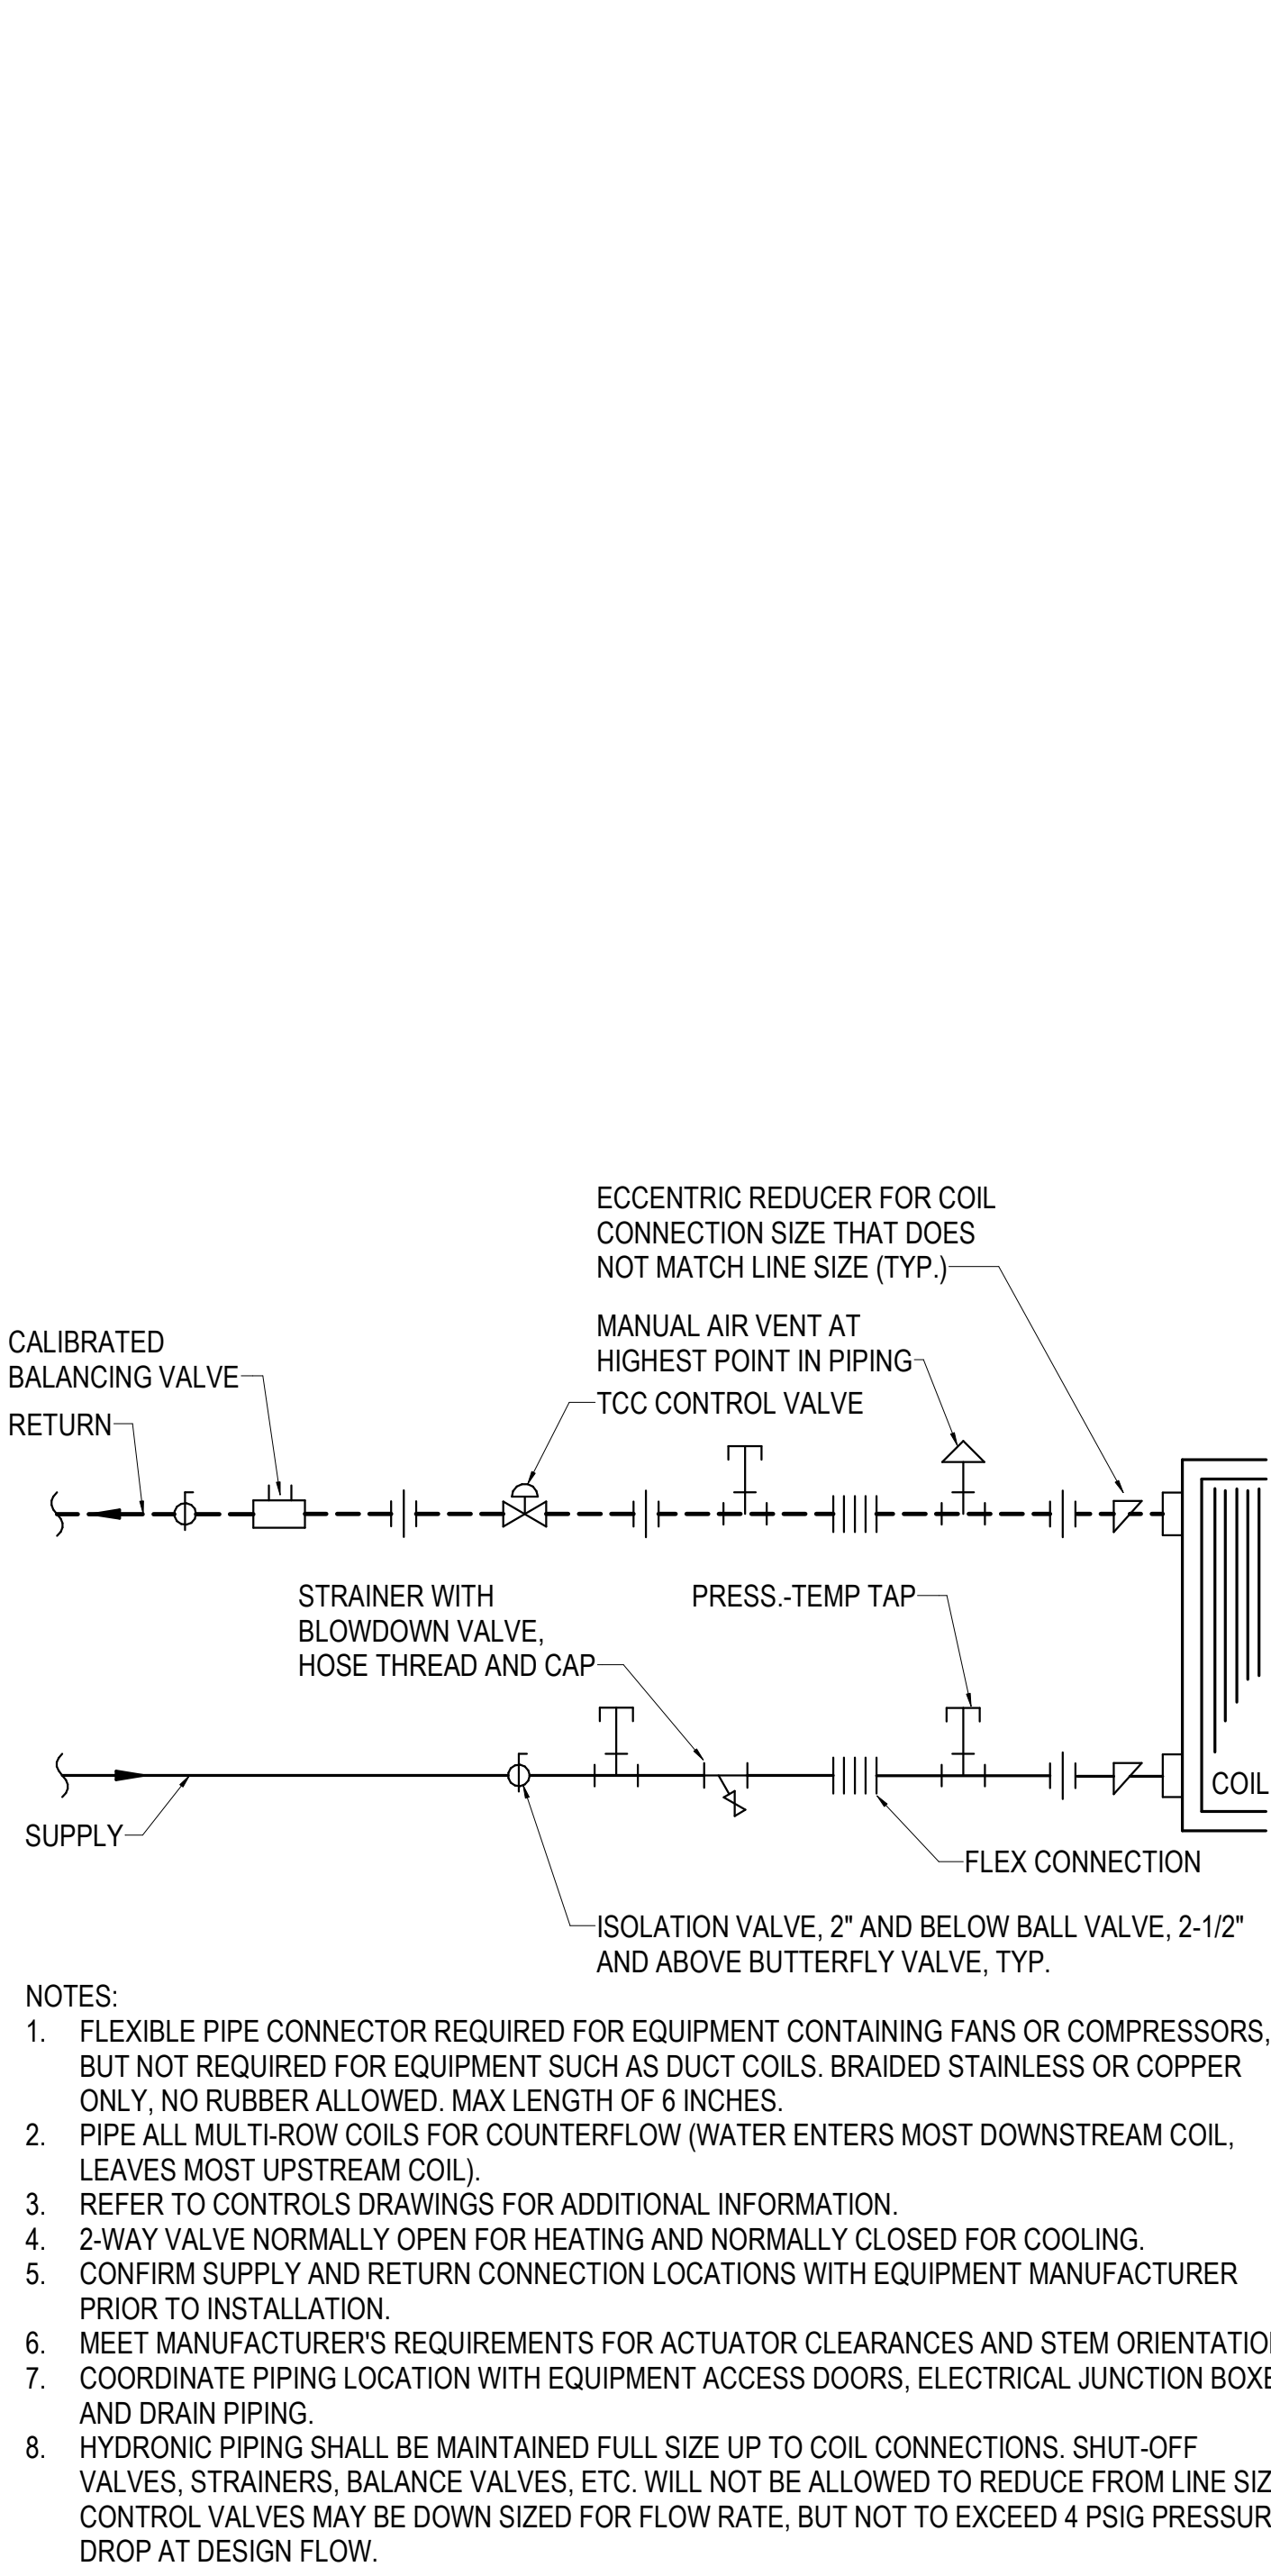 ECCENTRIC REDUCER FOR COIL
CONNECTION SIZE THAT DOES
NOT MATCH LINE SIZE (TYP.)
MANUAL AIR VENT AT
HIGHEST POINT IN PIPING
CALIBRATED
BALANCING VALVE
TCC CONTROL VALVE
RETURN
STRAINER WITH
BLOWDOWN VALVE,
HOSE THREAD AND CAP
PRESS.-TEMP TAP
COIL
SUPPLY
FLEX CONNECTION
ISOLATION VALVE, 2" AND BELOW BALL VALVE, 2-1/2"
AND ABOVE BUTTERFLY VALVE, TYP.
NOTES:
1. FLEXIBLE PIPE CONNECTOR REQUIRED FOR EQUIPMENT CONTAINING FANS OR COMPRESSORS,
BUT NOT REQUIRED FOR EQUIPMENT SUCH AS DUCT COILS. BRAIDED STAINLESS OR COPPER
ONLY, NO RUBBER ALLOWED. MAX LENGTH OF 6 INCHES.
2. PIPE ALL MULTI-ROW COILS FOR COUNTERFLOW (WATER ENTERS MOST DOWNSTREAM COIL,
LEAVES MOST UPSTREAM COIL).
3. REFER TO CONTROLS DRAWINGS FOR ADDITIONAL INFORMATION.
4. 2-WAY VALVE NORMALLY OPEN FOR HEATING AND NORMALLY CLOSED FOR COOLING.
5. CONFIRM SUPPLY AND RETURN CONNECTION LOCATIONS WITH EQUIPMENT MANUFACTURER
PRIOR TO INSTALLATION.
6. MEET MANUFACTURER'S REQUIREMENTS FOR ACTUATOR CLEARANCES AND STEM ORIENTATIO
7. COORDINATE PIPING LOCATION WITH EQUIPMENT ACCESS DOORS, ELECTRICAL JUNCTION BOXE
AND DRAIN PIPING.
8. HYDRONIC PIPING SHALL BE MAINTAINED FULL SIZE UP TO COIL CONNECTIONS. SHUT-OFF
VALVES, STRAINERS, BALANCE VALVES, ETC. WILL NOT BE ALLOWED TO REDUCE FROM LINE SIZ
CONTROL VALVES MAY BE DOWN SIZED FOR FLOW RATE, BUT NOT TO EXCEED 4 PSIG PRESSUR
DROP AT DESIGN FLOW.